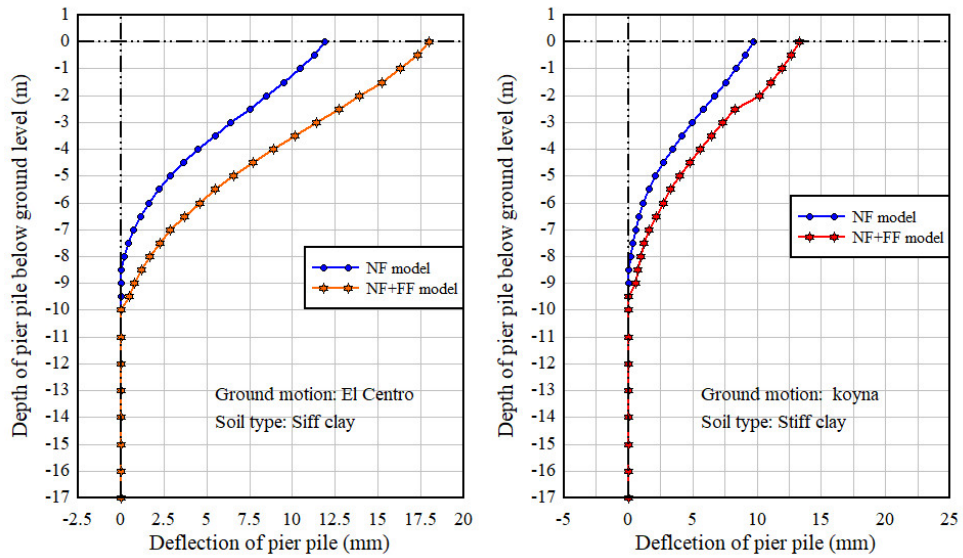 Depth of pier pile below ground level (m)
1
0
-1
-2
-3
-4
-5
-6
-7
-8
-9
-10
-11
-12
-13
-14
-15
-16
-17
NF model
NF+FF model
Ground motion: El Centro
Soil type: Siff clay
-2.5 0 2.5 5 7.5 10 12.5 15 17.5 20
Deflection of pier pile (mm)
Depth of pier pile below ground level (m)
1
0
-1
-2
-3
-4
-5
-6
-7
-8
-9
-10
-11
-12
-13
-14
-15
-16
-17
NF model
NF+FF model
Ground motion: koyna
Soil type: Stiff clay
-5 0 5 10 15 20 25
Deflcetion of pier pile (mm)